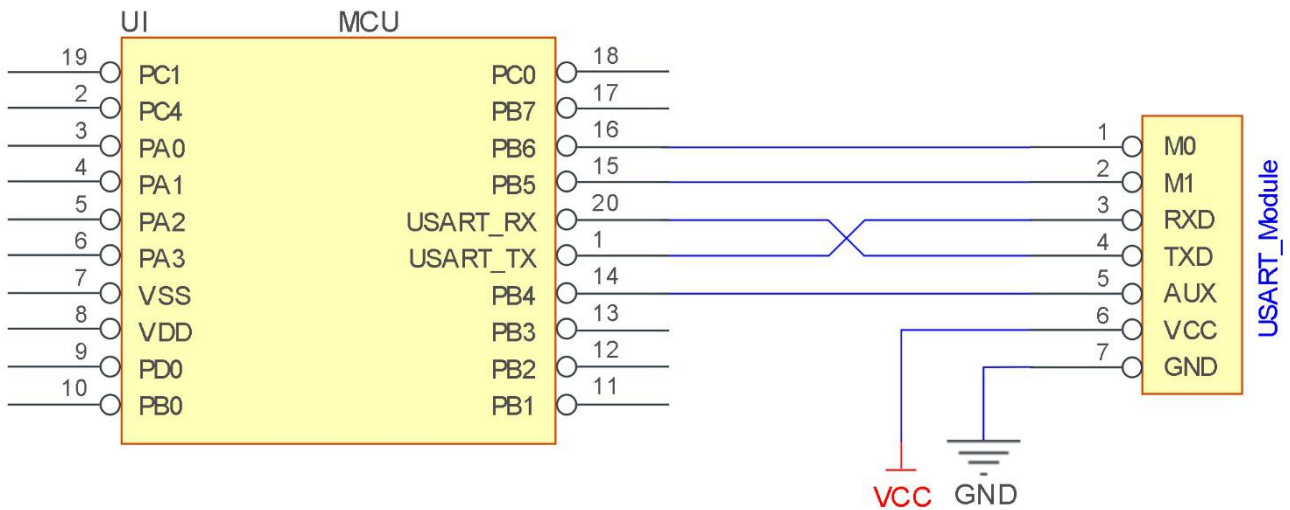 UI MCU
19 PC1 PC0 18
2 PC4 PB7 17
3 PA0 PB6 16 1 M0
4 PA1 PB5 15 2 M1
5 PA2 USART_RX 20 3 RXD
6 PA3 USART_TX 1 4 TXD
7 VSS PB4 14 5 AUX
8 VDD PB3 13 6 VCC
9 PD0 PB2 12 7 GND
10 PB0 PB1 11
USART_Module
VCC GND